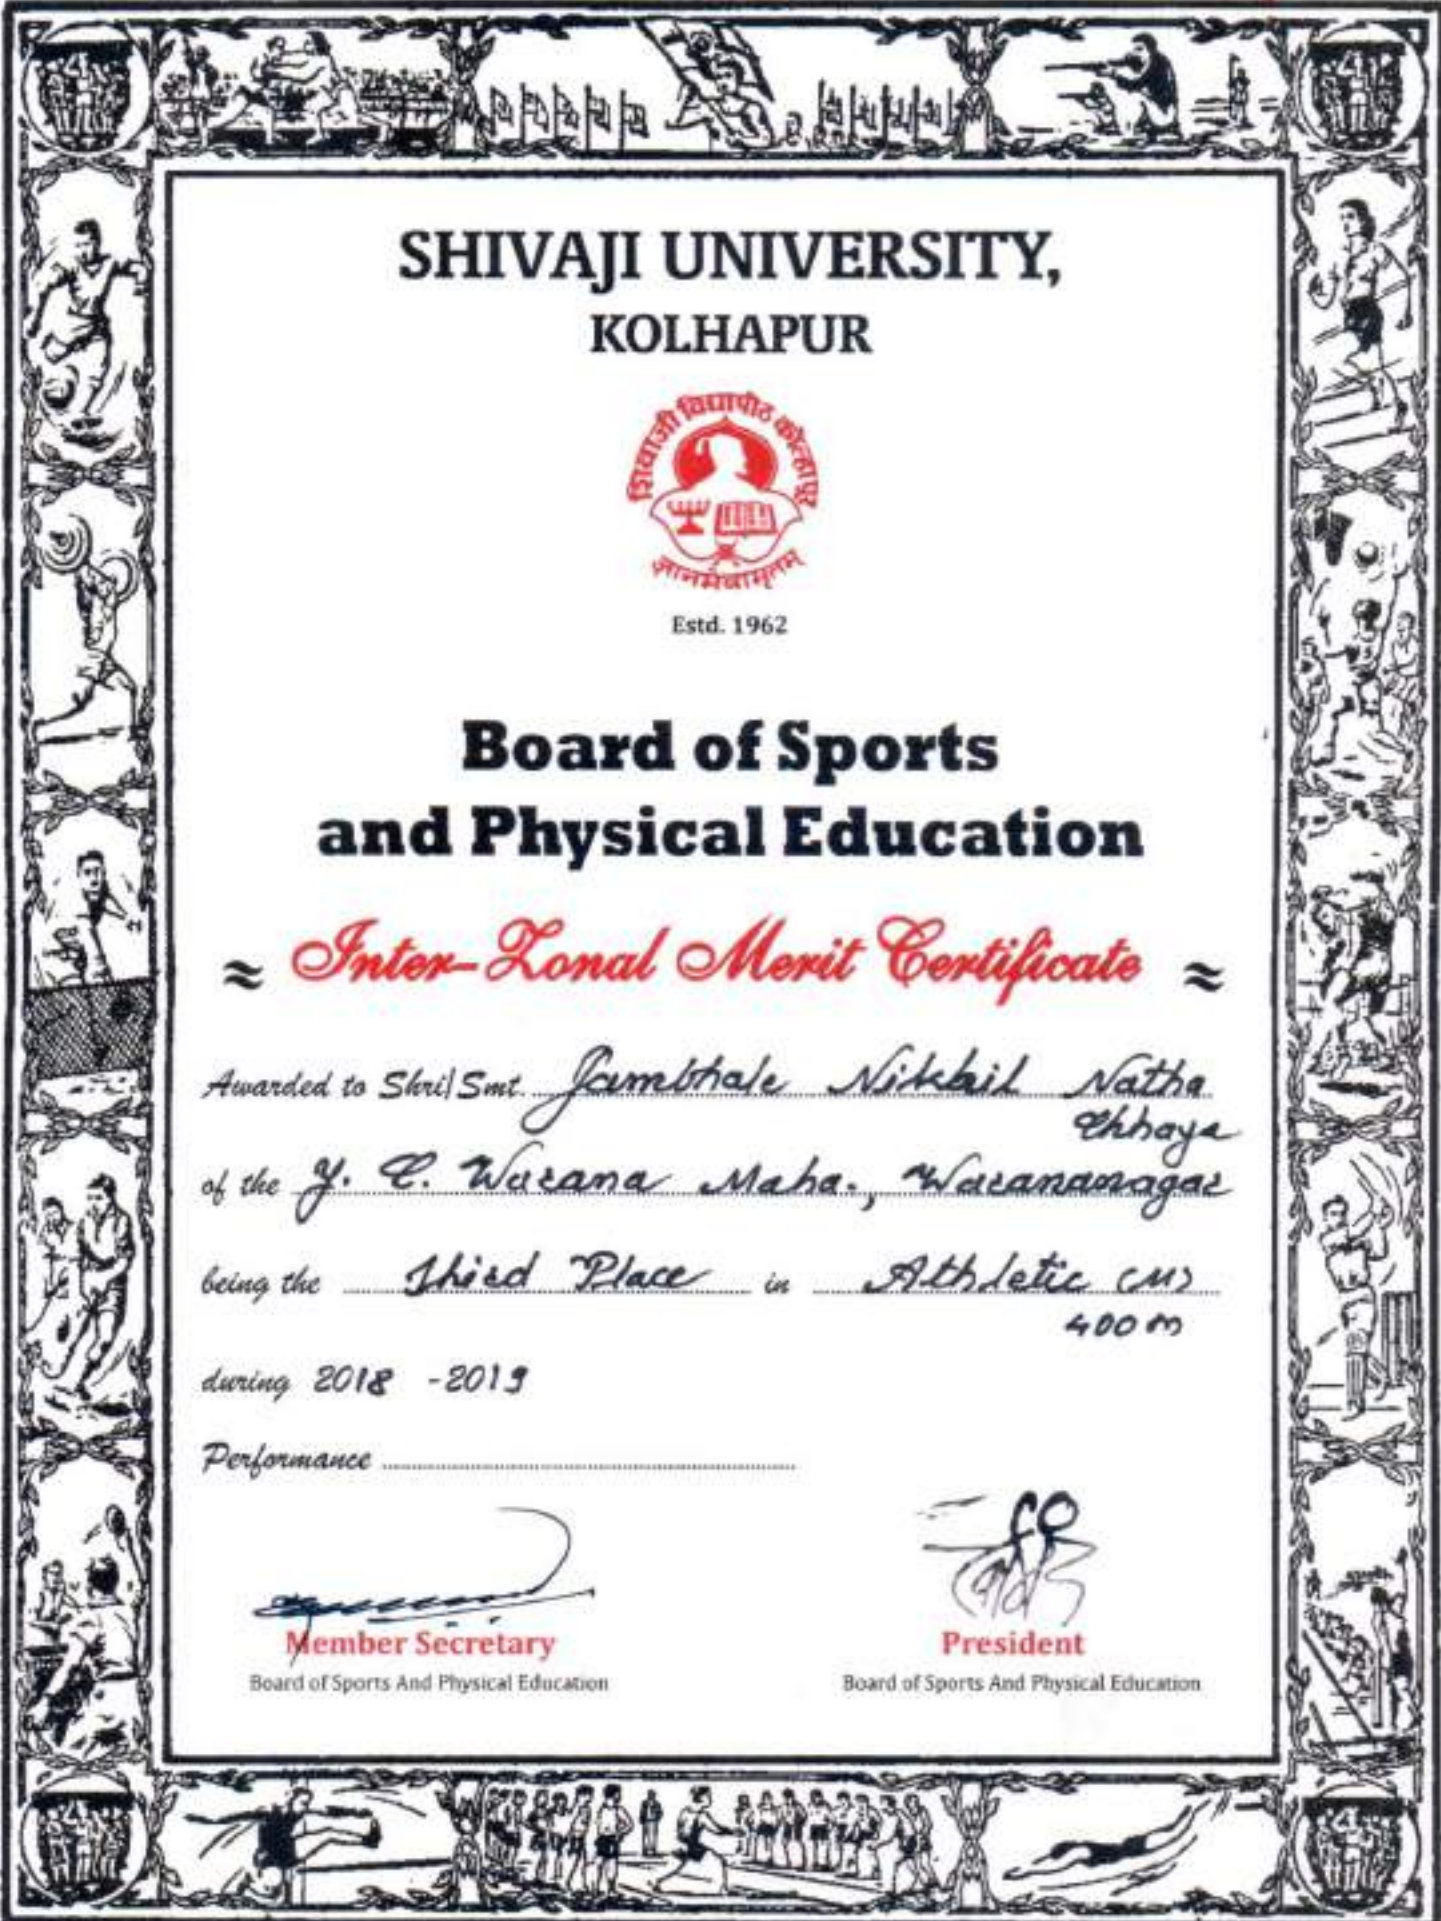 SHIVAJI UNIVERSITY,
KOLHAPUR
शिवाजी विद्यापीठ कोल्हापूर
ज्ञानमेवामृतम्
Estd. 1962
Board of Sports
and Physical Education
≈ Inter-Zonal Merit Certificate ≈
Awarded to Shri/Smt. Jambhale Nikhil Natha
Chhaya
of the Y. C. Warana Maha., Warananagar
being the Third Place in Athletic (M)
400 m
during 2018 - 2019
Performance
Member Secretary
Board of Sports And Physical Education
President
Board of Sports And Physical Education